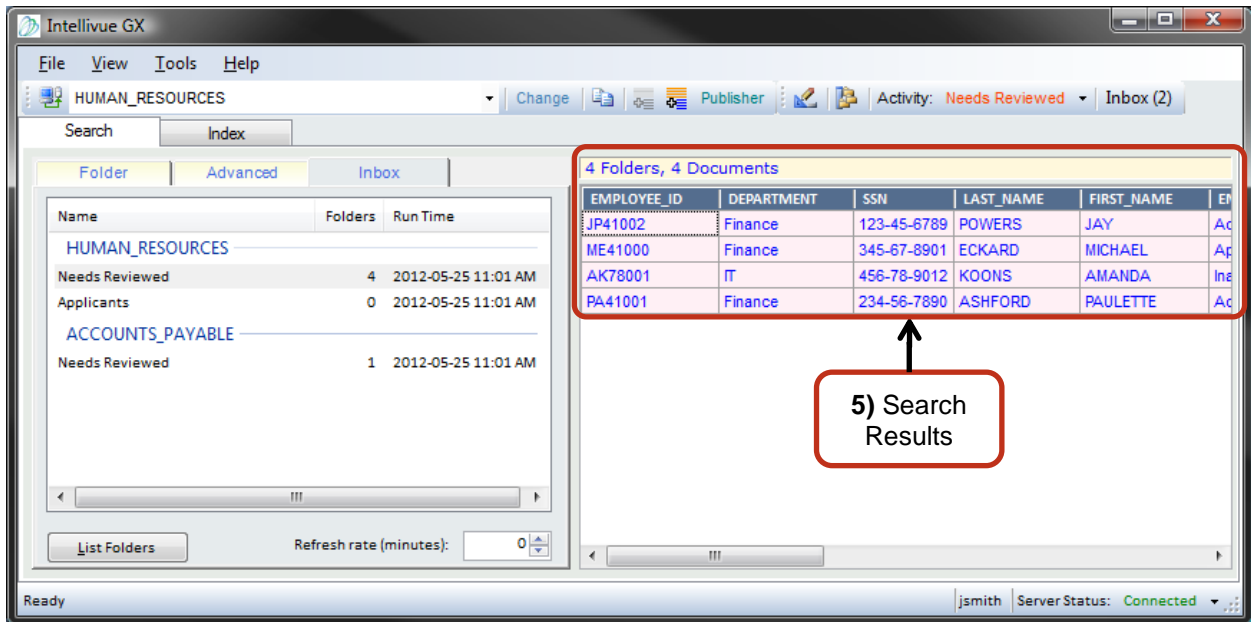 Intellivue GX
File View Tools Help
HUMAN_RESOURCES Change Publisher Activity: Needs Reviewed Inbox (2)
Search Index
Folder Advanced Inbox
Name Folders Run Time
HUMAN_RESOURCES
Needs Reviewed 4 2012-05-25 11:01 AM
Applicants 0 2012-05-25 11:01 AM
ACCOUNTS_PAYABLE
Needs Reviewed 1 2012-05-25 11:01 AM
List Folders Refresh rate (minutes): 0
4 Folders, 4 Documents
EMPLOYEE_ID DEPARTMENT SSN LAST_NAME FIRST_NAME
JP41002 Finance 123-45-6789 POWERS JAY
ME41000 Finance 345-67-8901 ECKARD MICHAEL
AK78001 IT 456-78-9012 KOONS AMANDA
PA41001 Finance 234-56-7890 ASHFORD PAULETTE
5) Search
Results
Ready jsmith Server Status: Connected